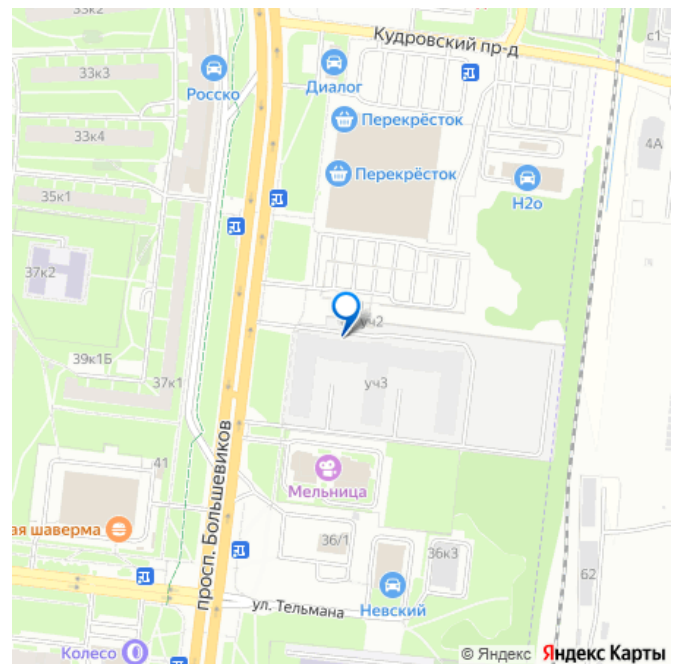 33к2
Кудровский пр-д
с1
33к3
Росско
Диалог
Перекрёсток
33к4
4А
Перекрёсток
35к1
Н2о
37к2
уч2
39к1Б
37к1
уч3
просп. Большевиков
41
Мельница
ая шаверма
36/1
36к3
62
ул. Тельмана
Невский
Колесо
© Яндекс Яндекс Карты